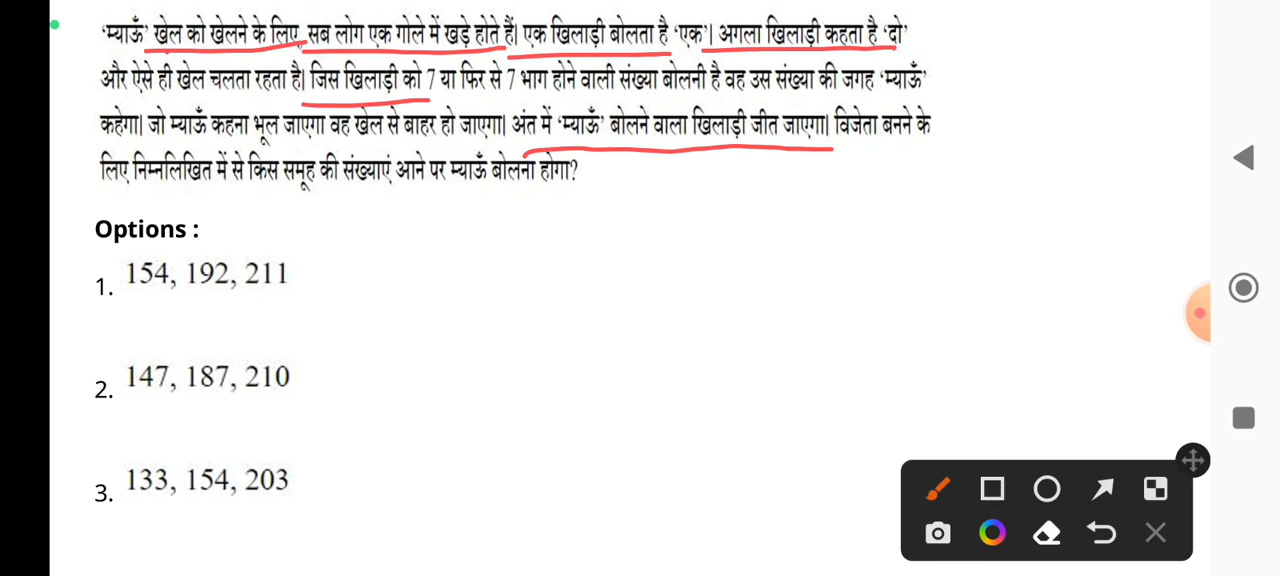 ‘म्याऊँ’ खेल को खेलने के लिए, सब लोग एक गोले में खड़े होते हैं| एक खिलाड़ी बोलता है ‘एक’| अगला खिलाड़ी कहता है ‘दो’
और ऐसे ही खेल चलता रहता है| जिस खिलाड़ी को 7 या फिर से 7 भाग होने वाली संख्या बोलनी है वह उस संख्या की जगह ‘म्याऊँ’
कहेगा| जो म्याऊँ कहना भूल जाएगा वह खेल से बाहर हो जाएगा| अंत में ‘म्याऊँ’ बोलने वाला खिलाड़ी जीत जाएगा| विजेता बनने के
लिए निम्नलिखित में से किस समूह की संख्याएं आने पर म्याऊँ बोलना होगा?
Options :
1. 154, 192, 211
2. 147, 187, 210
3. 133, 154, 203